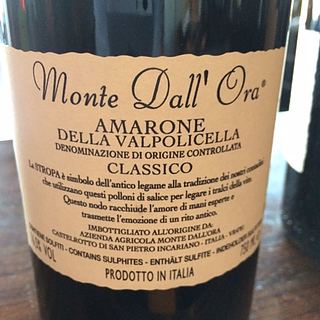 Monte Dall' Ora®
AMARONE
DELLA VALPOLICELLA
DENOMINAZIONE DI ORIGINE CONTROLLATA
CLASSICO
La STROPA è simbolo dell'antico legame alla tradizione dei nostri contadini
che utilizzano questi polloni di salice per legare i tralci della vite.
Questo nodo racchiude l'amore di mani esperte e
trasmette l'emozione di un rito antico.
IMBOTTIGLIATO ALL'ORIGINE DA:
AZIENDA AGRICOLA MONTE DALL'ORA
CASTELROTTO DI SAN PIETRO INCARIANO - ITALIA
VOL SOLFITI - CONTAINS SULPHITES - ENTHÄLT SULFITE
PRODOTTO IN ITALIA